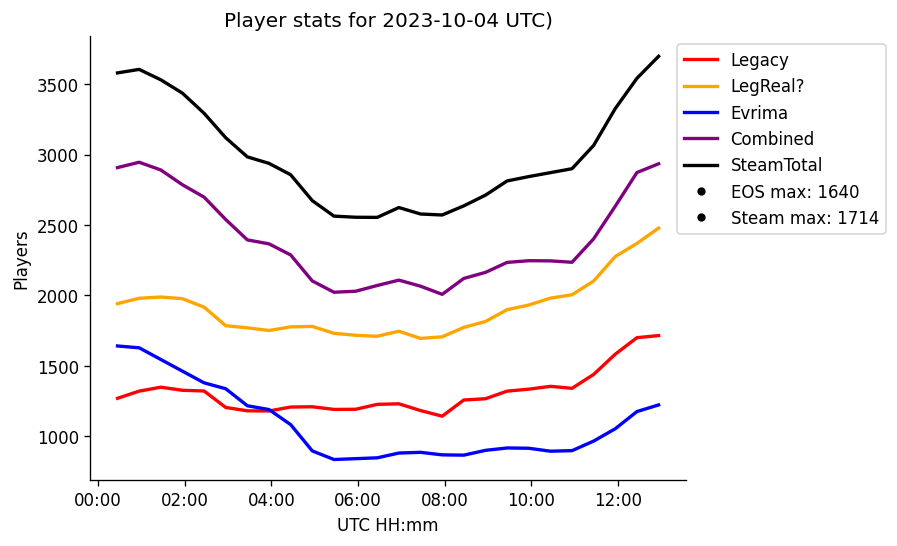 Player stats for 2023-10-04 UTC)
Legacy
LegReal?
Evrima
Combined
SteamTotal
EOS max: 1640
Steam max: 1714
3500
3000
2500
2000
1500
1000
Players
00:00 02:00 04:00 06:00 08:00 10:00 12:00
UTC HH:mm